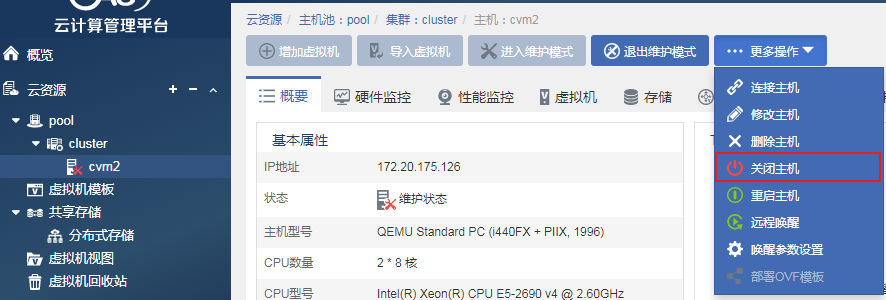 云计算管理平台
概览
云资源
pool
cluster
cvm2
虚拟机模板
共享存储
分布式存储
虚拟机视图
虚拟机回收站
云资源 / 主机池：pool / 集群：cluster / 主机：cvm2
增加虚拟机 导入虚拟机 进入维护模式 退出维护模式 更多操作
概要 硬件监控 性能监控 虚拟机 存储
连接主机
修改主机
删除主机
关闭主机
重启主机
远程唤醒
唤醒参数设置
部署OVF模板
基本属性
IP地址 172.20.175.126
状态 维护状态
主机型号 QEMU Standard PC (i440FX + PIIX, 1996)
CPU数量 2 * 8 核
CPU型号 Intel(R) Xeon(R) CPU E5-2690 v4 @ 2.60GHz